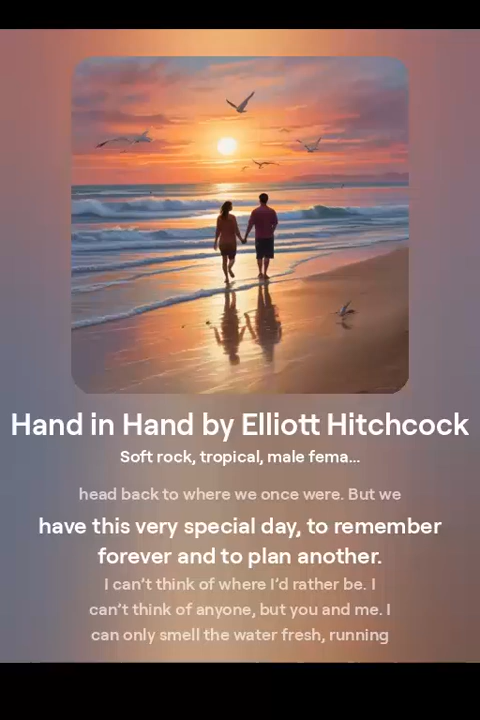 Hand in Hand by Elliott Hitchcock
Soft rock, tropical, male fema...
head back to where we once were. But we
have this very special day, to remember
forever and to plan another.
I can't think of where I'd rather be. I
can't think of anyone, but you and me. I
can only smell the water fresh, running